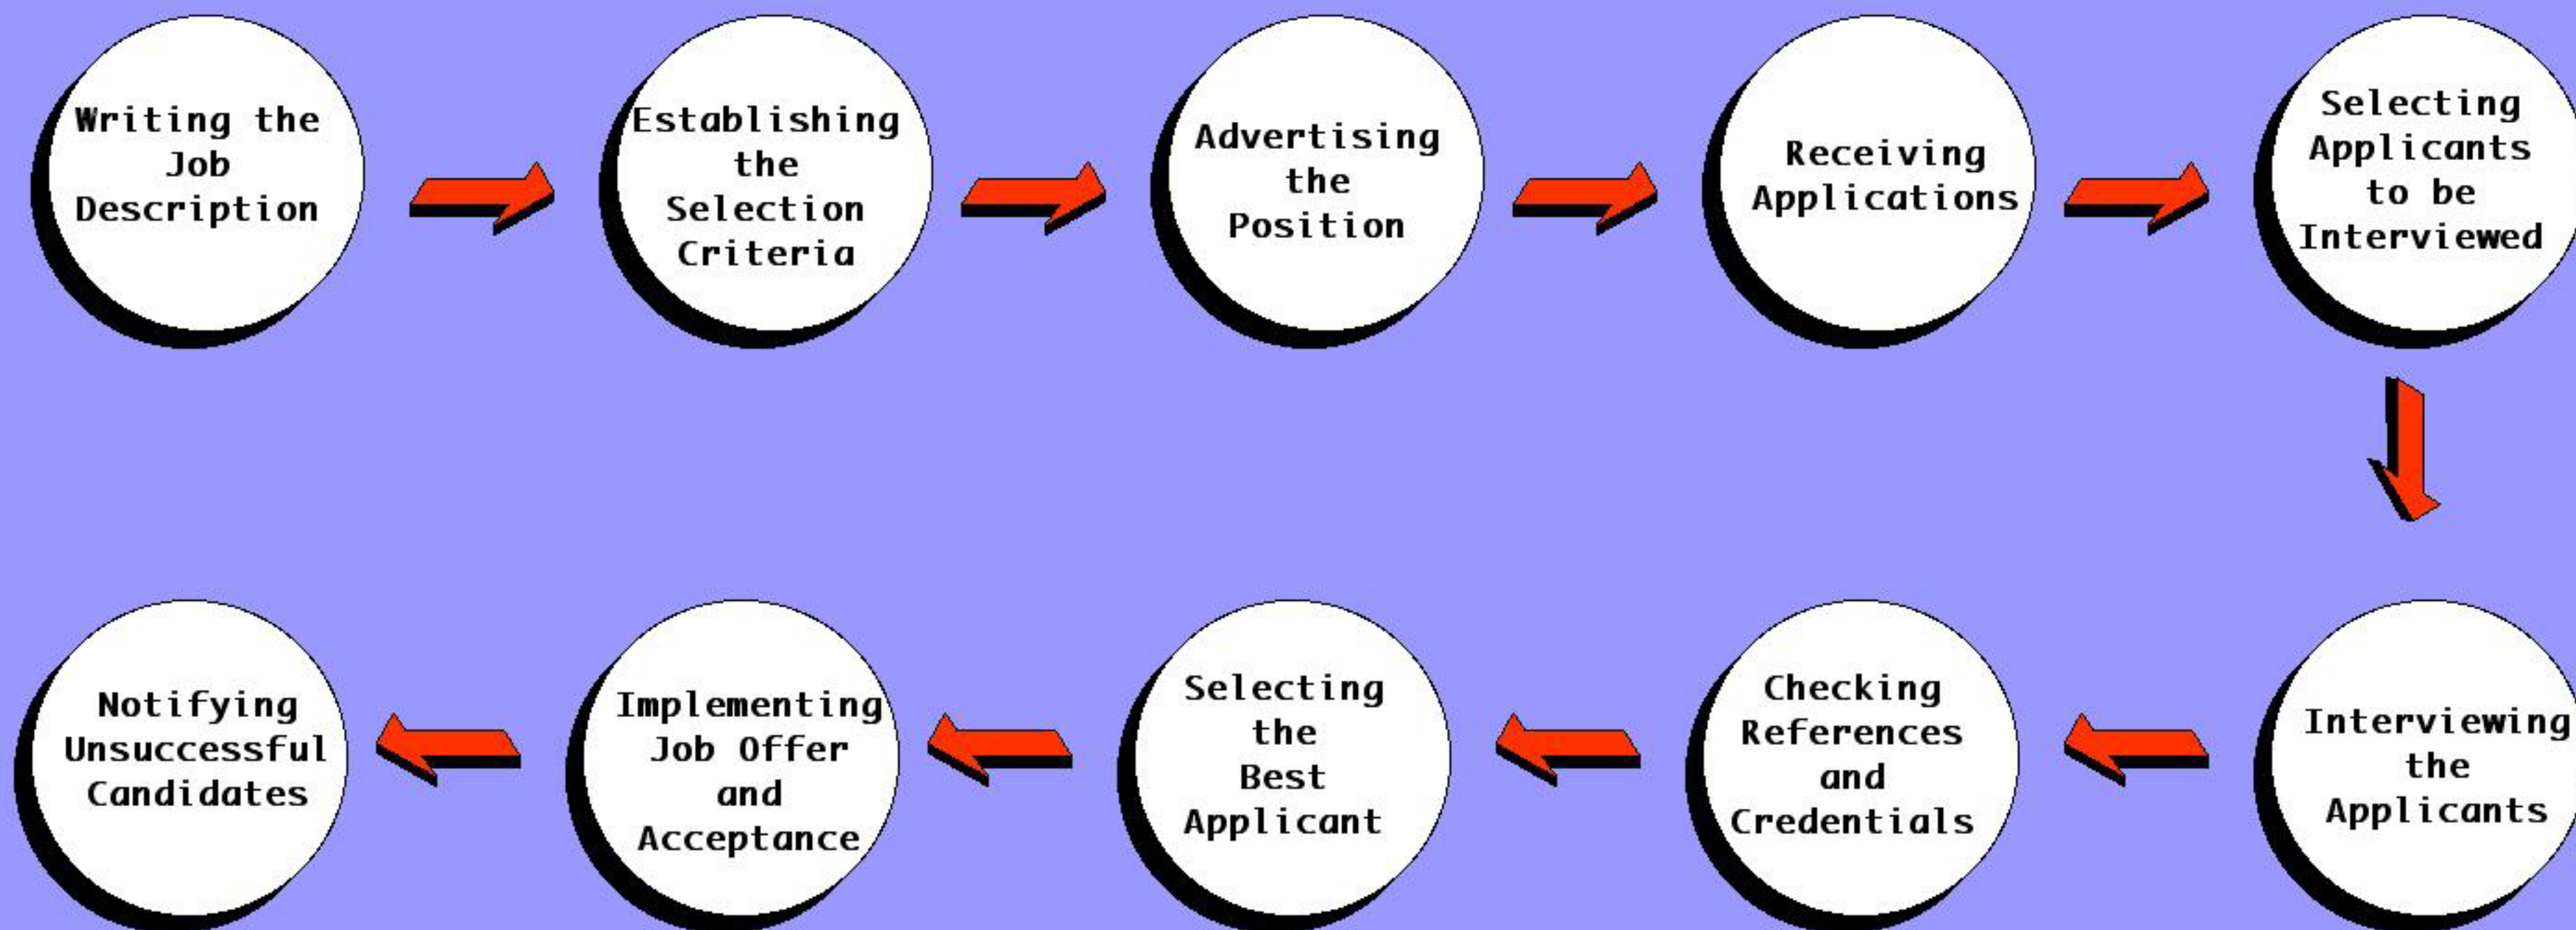 Writing the
Job
Description
Establishing
the
Selection
Criteria
Advertising
the
Position
Receiving
Applications
Selecting
Applicants
to be
Interviewed
Interviewing
the
Applicants
Checking
References
and
Credentials
Selecting
the
Best
Applicant
Implementing
Job Offer
and
Acceptance
Notifying
Unsuccessful
Candidates